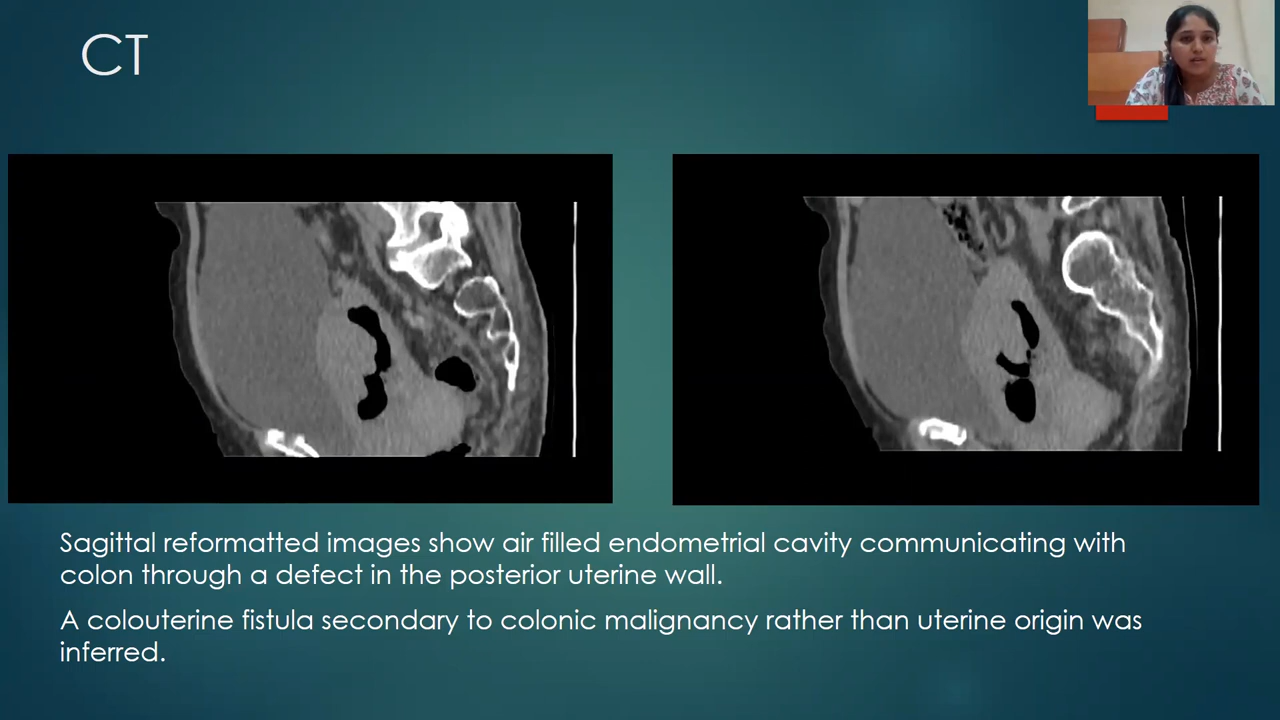 CT
Sagittal reformatted images show air filled endometrial cavity communicating with
colon through a defect in the posterior uterine wall.
A colouterine fistula secondary to colonic malignancy rather than uterine origin was
inferred.